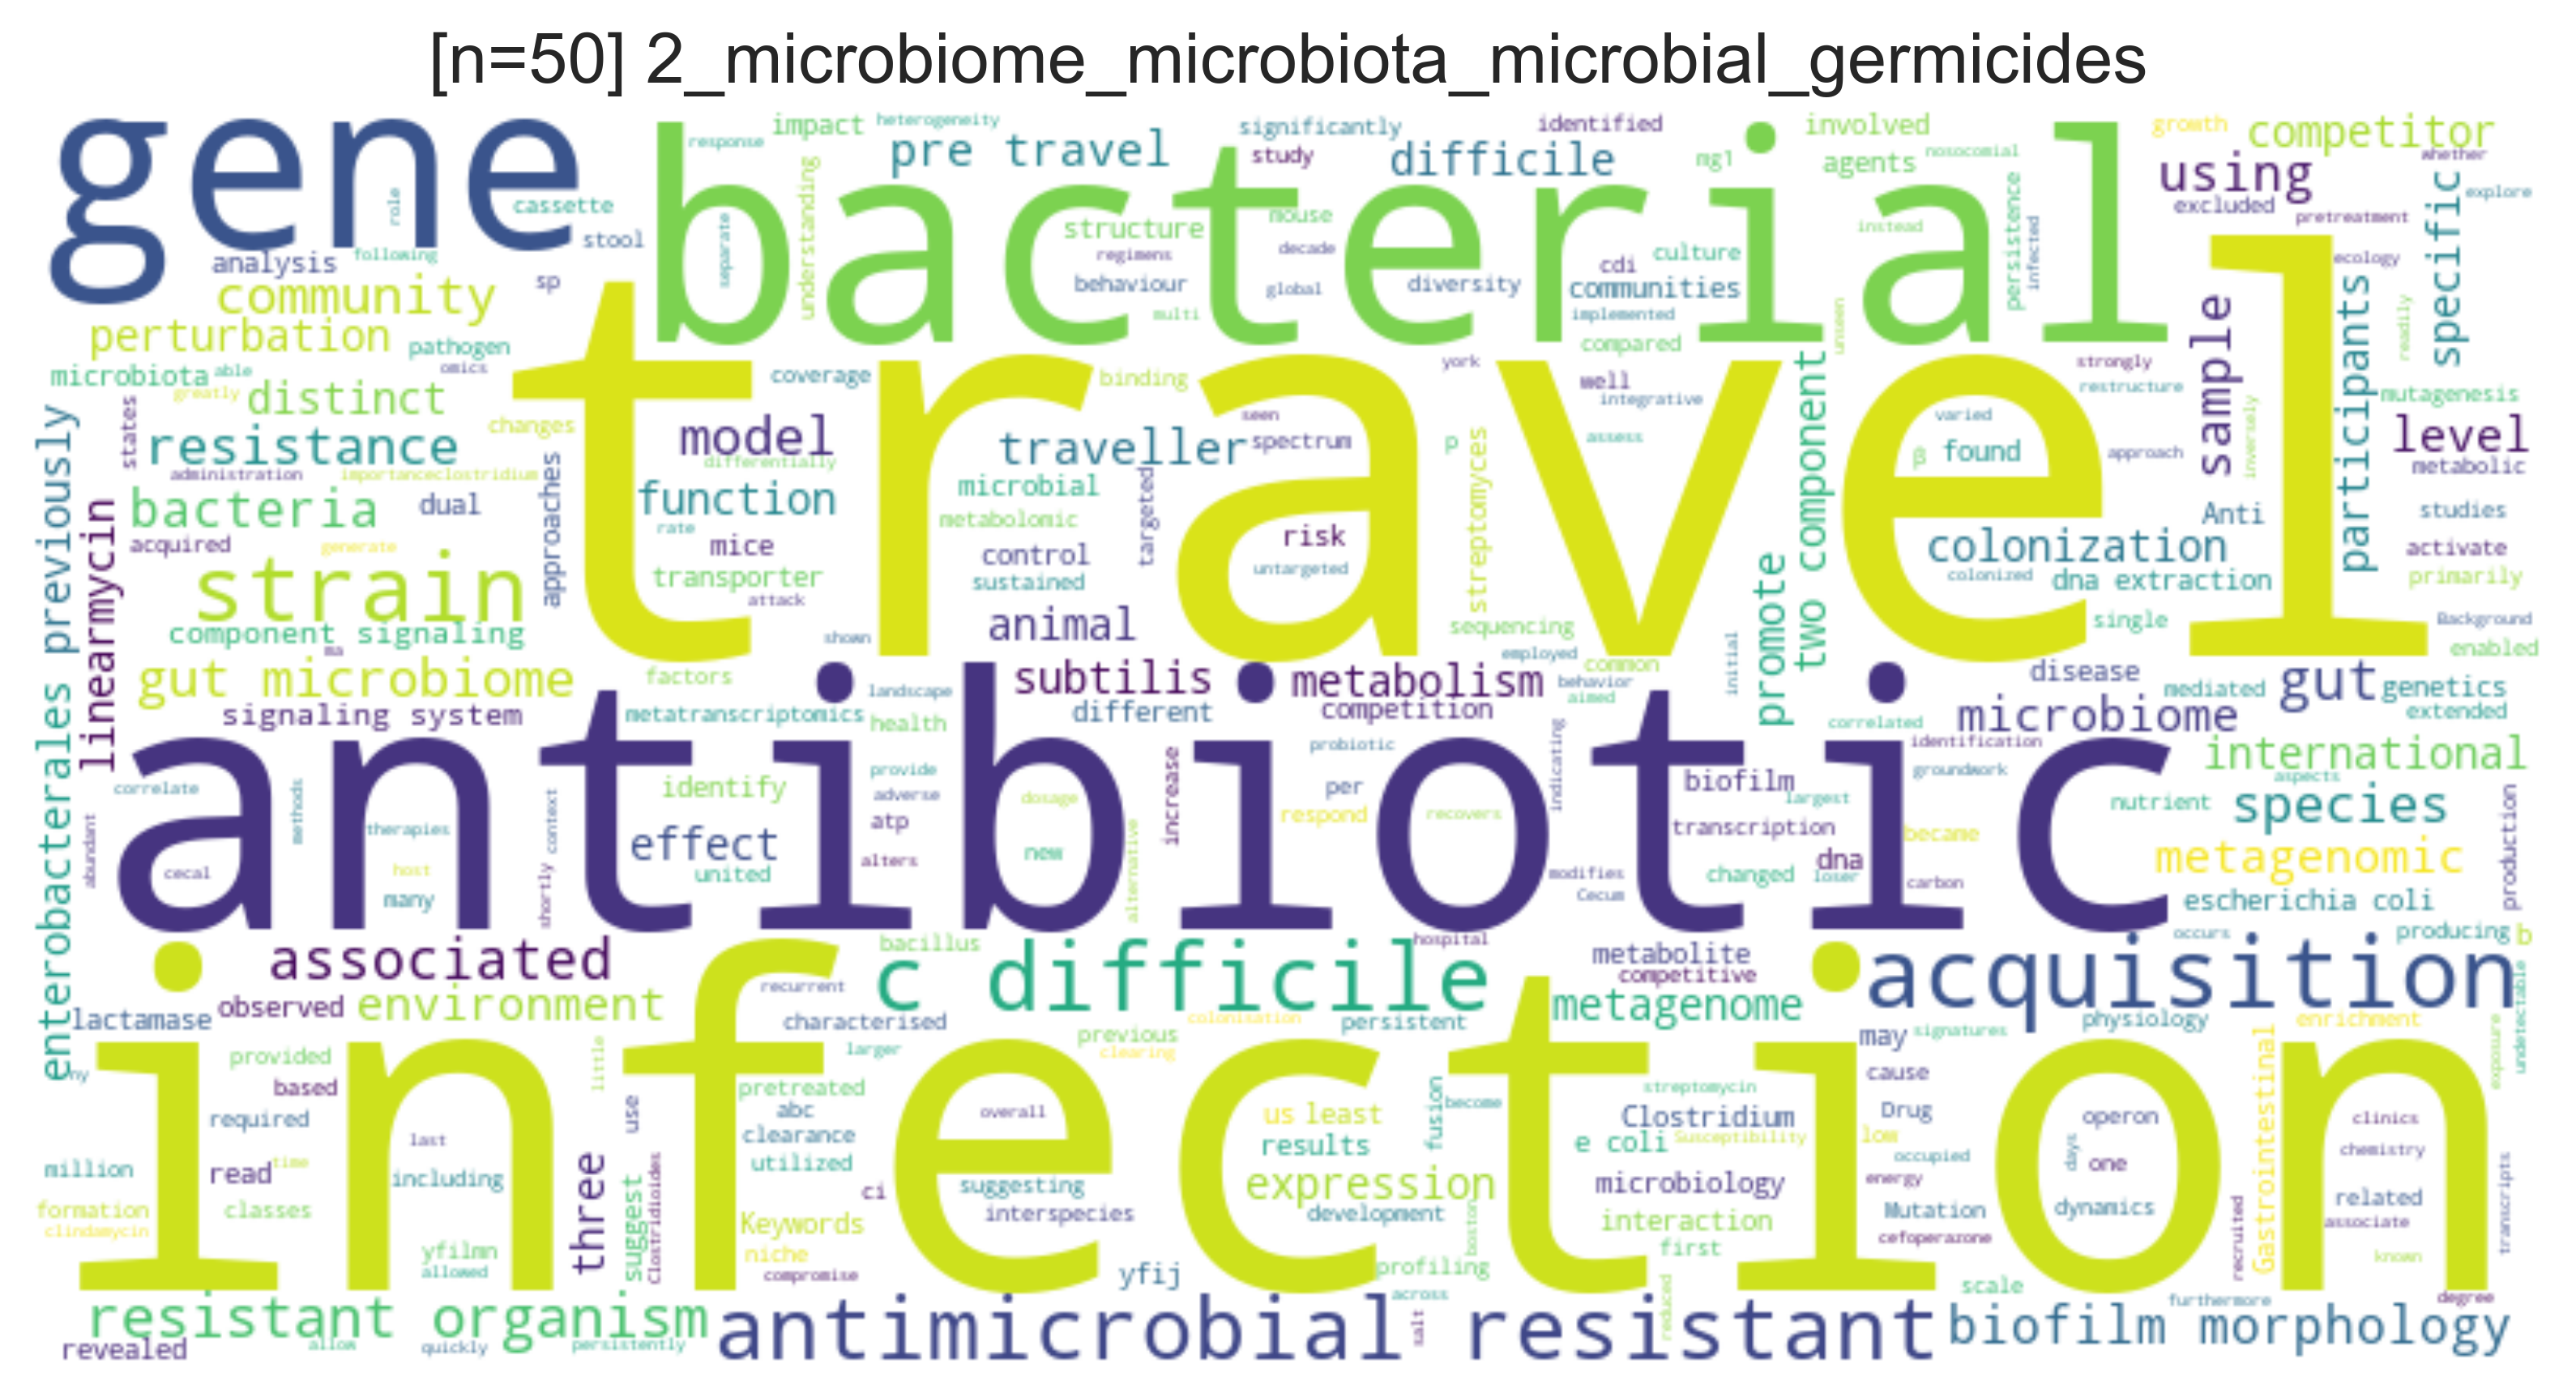 [n=50] 2_microbiome_microbiota_microbial_germicides
gene
bacterial
travel
antibiotic
infection
response
impact
heterogeneity
pre travel
significantly
study
difficile
identified
mg1
involved
agents
nosocomial
growth
competitor
whether
using
excluded
explore
pretreatment
specific
role
cassette
stool
analysis
following
sp
community
separate
understanding
structure
mouse
regimens
decade
behaviour
global
multi
diversity
cdi
culture
communities
implemented
compared
instead
persistence
infected
ecology
readily
perturbation
pathogen
omics
microbiota
able
greatly
distinct
changes
coverage
binding
york
well
integrative
unseen
strongly
restructure
participants
sample
mutagenesis
inversely
previously
states
resistance
administration
importanceclostridium
model
differentially
traveller
seen
spectrum
p
assess
varied
found
approach
level
metabolic
two component
bacteria
dual
approaches
function
rate
microbial
metabolomic
targeted
streptomyces
Anti
studies
linearmycin
acquired
generate
mice
transporter
attack
control
sustained
risk
untargeted
colonization
colonized
dna extraction
activate
primarily
strain
component signaling
ma
shown
animal
sequencing
employed
common
initial
promote
single
Background
enabled
gut microbiome
factors
signaling system
metatranscriptomics
landscape
health
subtilis
different
metabolism
competition
behavior
aimed
disease
microbiome
mediated
gut
genetics
extended
correlated
identification
groundwork
international
aspects
enterobacterales
correlate
methods
therapies
context
identify
provide
adverse
dosage
increase
probiotic
per
respond
recovers
indicating
biofilm
largest
transcription
became
nutrient
species
production
abundant
cecal
host
many
shortly
effect
united
atp
alters
new
alternative
modifies
Cecum
changed
dna
loser
carbon
metagenomic
escherichia coli
associated
bacillus
c difficile
recurrent
hospital
metabolite
competitive
metagenome
acquisition
occurs
producing
b
lactamase
observed
environment
characterised
larger
previous
clearing
colonisation
persistent
may
signatures
physiology
enrichment
undetectable
exposure
ny
provided
based
little
pretreated
abc
overall
us
least
fusion
become
streptomycin
Clostridium
cause
Drug
operon
Gastrointestinal
clinics
required
use
clearance
utilized
results
e coli
Susceptibility
low
occupied
days
one
chemistry
last
million
read
time
including
three
Clostridioides
ci
suggesting
expression
microbiology
energy
related
transcripts
formation
classes
suggest
Keywords
interspecies
development
boston
interaction
Mutation
dynamics
associate
clindamycin
yfilmn
allowed
niche
compromise
yfij
profiling
first
cefoperazone
recruited
known
resistant organism
antimicrobial resistant
across
salt
reduced
scale
furthermore
degree
biofilm morphology
revealed
allow
quickly
persistently